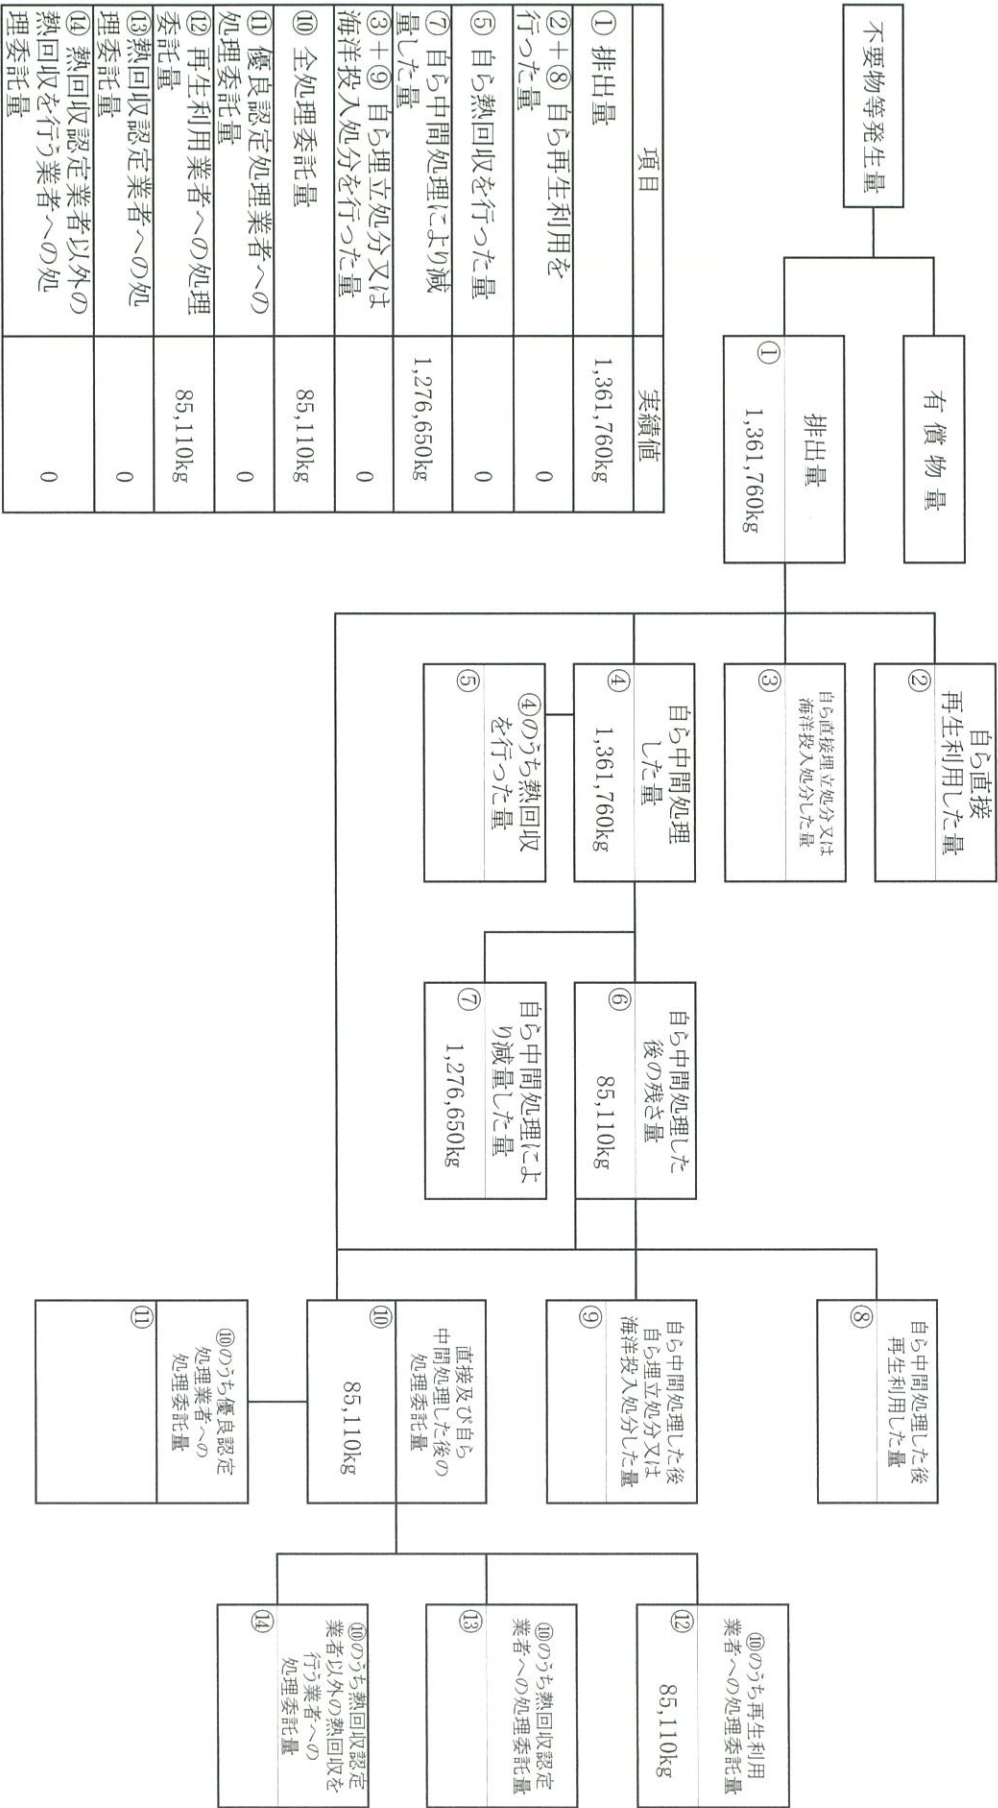 不要物等発生量
有 償 物 量
排出量
① 1,361,760kg
自ら直接
再生利用した量
②
自ら直接埋立処分又は
海洋投入処分した量
③
自ら中間処理
した量
④ 1,361,760kg
④のうち熱回収
を行った量
⑤
自ら中間処理した
後の残さ量
⑥ 85,110kg
自ら中間処理によ
り減量した量
⑦ 1,276,650kg
自ら中間処理した後
再生利用した量
⑧
自ら中間処理した後
自ら埋立処分又は
海洋投入処分した量
⑨
直接及び自ら
中間処理した後の
処理委託量
⑩ 85,110kg
⑩のうち優良認定
処理業者への
処理委託量
⑪
⑩のうち再生利用
業者への処理委託量
⑫ 85,110kg
⑩のうち熱回収認定
業者への処理委託量
⑬
⑩のうち熱回収認定
業者以外の熱回収を
行う業者への
処理委託量
⑭
項目 実績値
① 排出量 1,361,760kg
②+⑧ 自ら再生利用を
行った量 0
⑤ 自ら熱回収を行った量 0
⑦ 自ら中間処理により減
量した量 1,276,650kg
③+⑨ 自ら埋立処分又は
海洋投入処分を行った量 0
⑩ 全処理委託量 85,110kg
⑪ 優良認定処理業者への
処理委託量 0
⑫ 再生利用業者への処理
委託量 85,110kg
⑬熱回収認定業者への処
理委託量 0
⑭ 熱回収認定業者以外の
熱回収を行う業者への処
理委託量 0